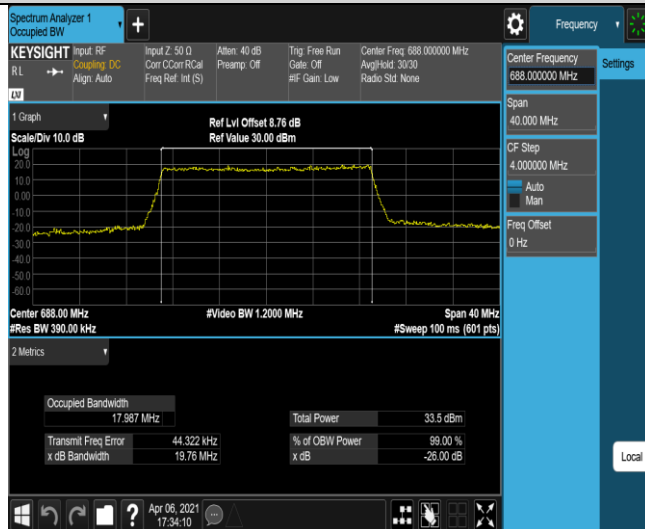 Spectrum Analyzer 1
Occupied BW
+
Frequency
KEYSIGHT
RL
Input: RF
Coupling: DC
Align: Auto
Input Z: 50 Ω
Corr CCorr RCal
Freq Ref: Int (S)
Atten: 40 dB
Preamp: Off
Trig: Free Run
Gate: Off
#IF Gain: Low
Center Freq: 688.000000 MHz
Avg|Hold: 30/30
Radio Std: None
LXI
Center Frequency
688.000000 MHz
Settings
Span
40.000 MHz
CF Step
4.000000 MHz
Auto
Man
Freq Offset
0 Hz
Local
1 Graph
Scale/Div 10.0 dB
Ref Lvl Offset 8.76 dB
Ref Value 30.00 dBm
Log
20.0
10.0
0.00
-10.0
-20.0
-30.0
-40.0
-50.0
-60.0
Center 688.00 MHz
#Video BW 1.2000 MHz
Span 40 MHz
#Res BW 390.00 kHz
#Sweep 100 ms (601 pts)
2 Metrics
Occupied Bandwidth
17.987 MHz
Total Power 33.5 dBm
Transmit Freq Error 44.322 kHz
% of OBW Power 99.00 %
x dB Bandwidth 19.76 MHz
x dB -26.00 dB
?
Apr 06, 2021
17:34:10